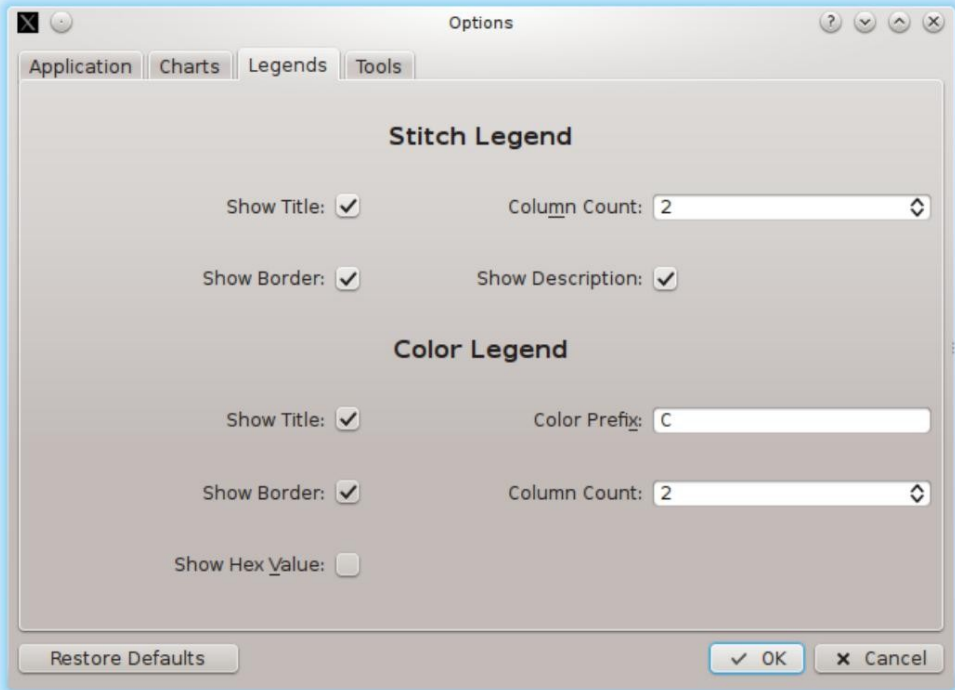 Options
Application Charts Legends Tools
Stitch Legend
Show Title: Column Count: 2
Show Border: Show Description:
Color Legend
Show Title: Color Prefix: C
Show Border: Column Count: 2
Show Hex Value:
Restore Defaults OK Cancel